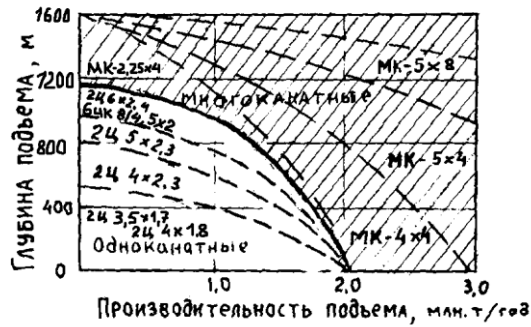 Глубина подъема, м
1600
1200
800
400
0
МК-2,25×4
МК-5×8
многоканатные
2Ц6×2.4
БЦК 8/4,5×2
2Ц 5×2.3
МК-5×4
2Ц 4×2.3
2Ц 3,5×1,7
2Ц 4×1.8
МК-4×4
Одноканатные
1,0
2,0
3,0
Производительность подъема, млн. т/год